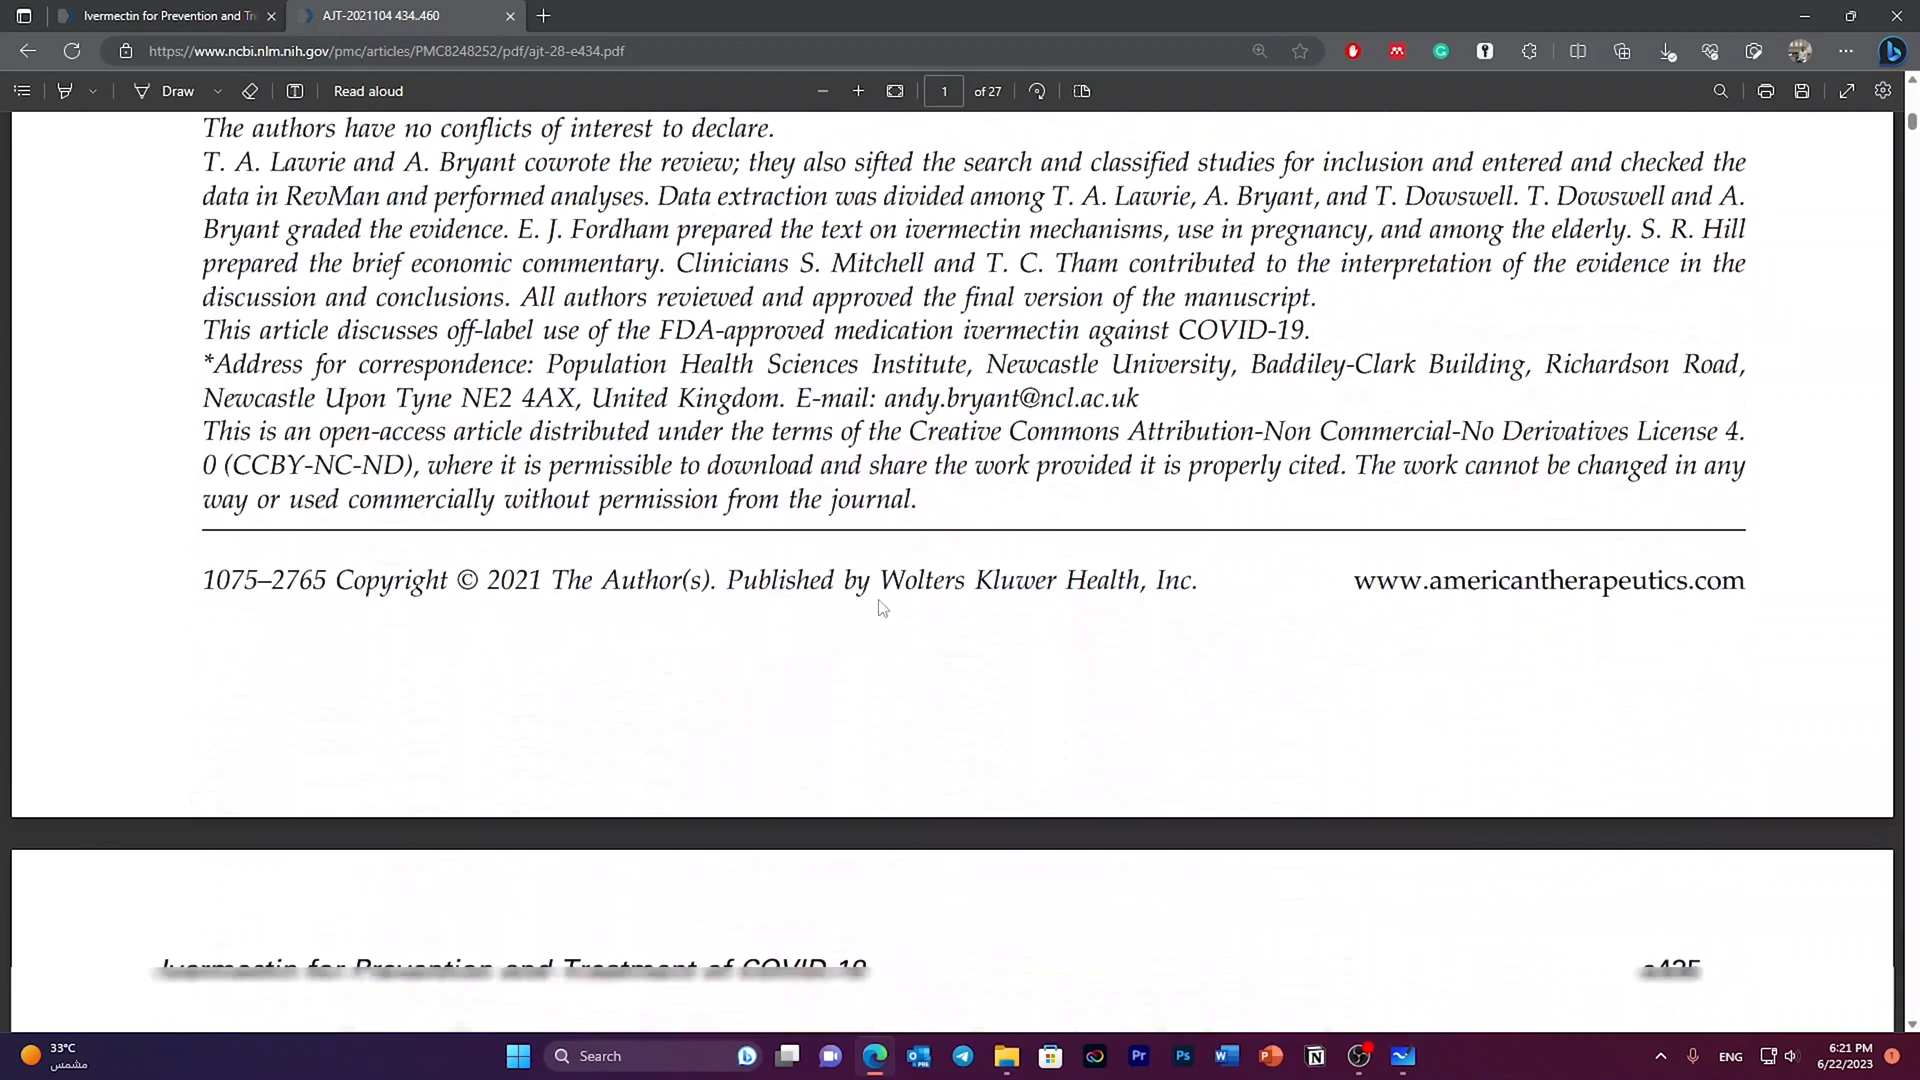 Ivermectin for Prevention and Tre
AJT-2021104 434..460
https://www.ncbi.nlm.nih.gov/pmc/articles/PMC8248252/pdf/ajt-28-e434.pdf
Draw
Read aloud
1 of 27
The authors have no conflicts of interest to declare.
T. A. Lawrie and A. Bryant cowrote the review; they also sifted the search and classified studies for inclusion and entered and checked the
data in RevMan and performed analyses. Data extraction was divided among T. A. Lawrie, A. Bryant, and T. Dowswell. T. Dowswell and A.
Bryant graded the evidence. E. J. Fordham prepared the text on ivermectin mechanisms, use in pregnancy, and among the elderly. S. R. Hill
prepared the brief economic commentary. Clinicians S. Mitchell and T. C. Tham contributed to the interpretation of the evidence in the
discussion and conclusions. All authors reviewed and approved the final version of the manuscript.
This article discusses off-label use of the FDA-approved medication ivermectin against COVID-19.
*Address for correspondence: Population Health Sciences Institute, Newcastle University, Baddiley-Clark Building, Richardson Road,
Newcastle Upon Tyne NE2 4AX, United Kingdom. E-mail: andy.bryant@ncl.ac.uk
This is an open-access article distributed under the terms of the Creative Commons Attribution-Non Commercial-No Derivatives License 4.
0 (CCBY-NC-ND), where it is permissible to download and share the work provided it is properly cited. The work cannot be changed in any
way or used commercially without permission from the journal.
1075–2765 Copyright © 2021 The Author(s). Published by Wolters Kluwer Health, Inc.
www.americantherapeutics.com
Ivermectin for Prevention and Treatment of COVID-19
e435
33°C
مشمس
Search
Pr
Ps
ENG
6:21 PM
6/22/2023
1